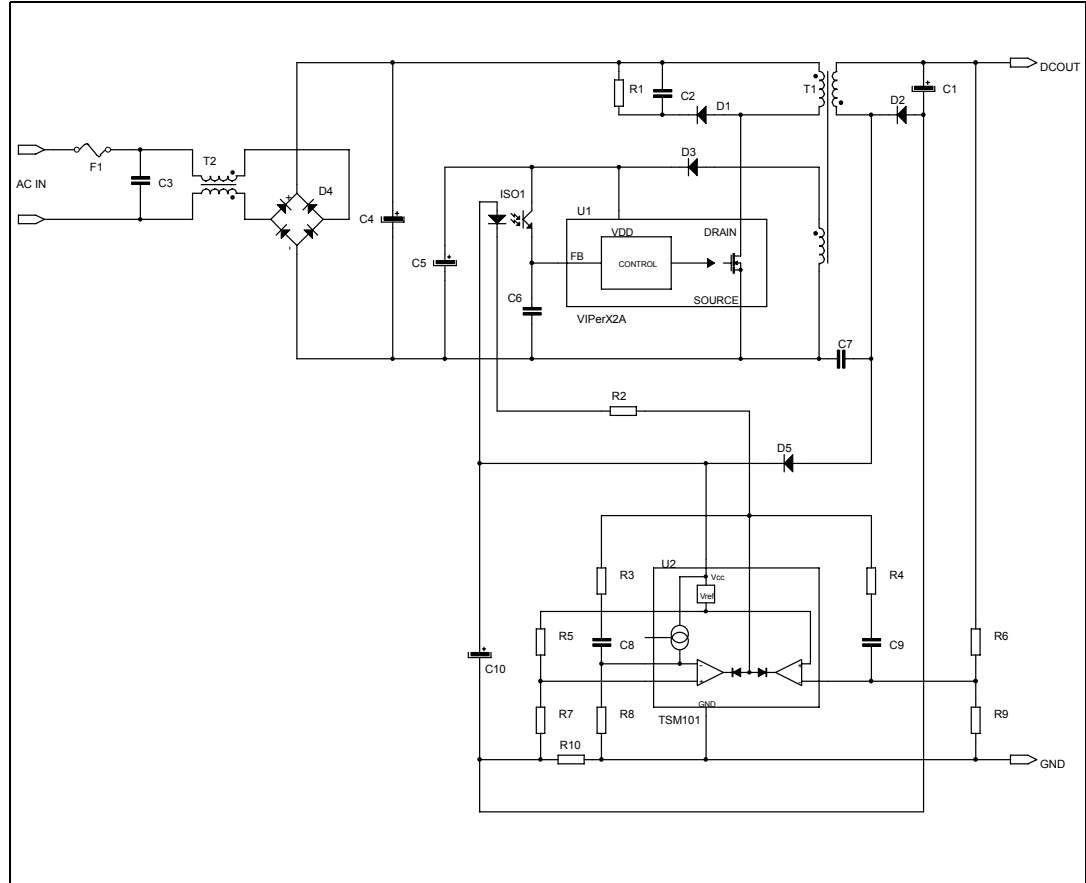 DCOUT
R1
C2
D1
T1
D2
C1
F1
T2
D3
AC IN
C3
D4
ISO1
C4
U1
VDD
DRAIN
C5
FB
CONTROL
C6
SOURCE
VIPerX2A
C7
R2
D5
U2
R3
Vcc
R4
Vref
R5
C8
C9
R6
C10
GND
R7
R8
TSM101
R9
R10
GND
+
+
+
-
+
+
-
+
+
-